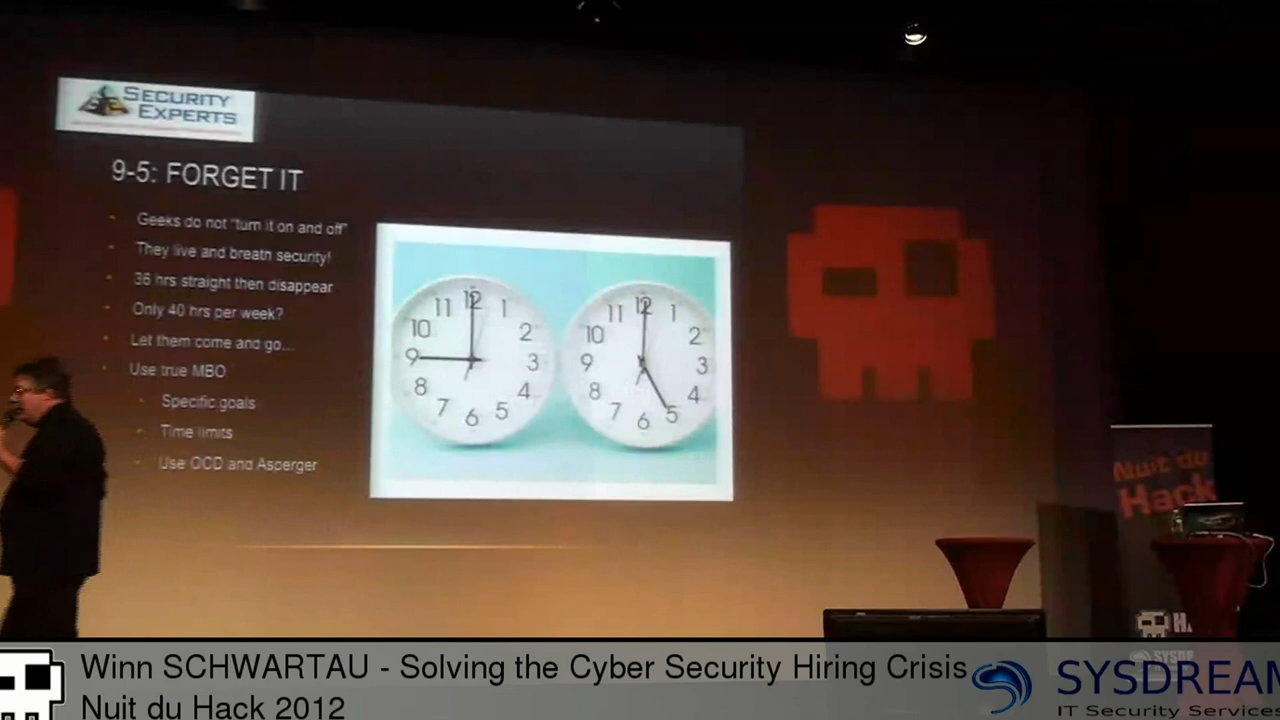 SECURITY
EXPERTS
9-5: FORGET IT
Geeks do not "turn it on and off"
They live and breath security!
36 hrs straight then disappear
Only 40 hrs per week?
Let them come and go...
Use true MBO
Specific goals
Time limits
Use OCD and Asperger
12
11
1
10
2
9
3
8
4
7
6
5
12
11
1
10
2
9
3
8
4
7
6
5
Nuit du
Hack
SYSDR
Winn SCHWARTAU - Solving the Cyber Security Hiring Crisis
Nuit du Hack 2012
SYSDREAM
IT Security Services